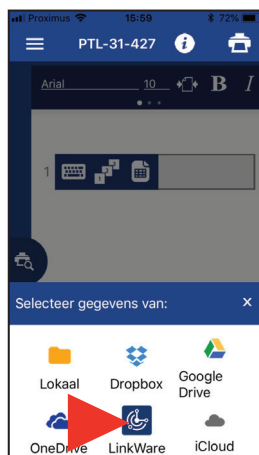 Proximus 15:59 72%
PTL-31-427 i
Arial 10 B I
1
Selecteer gegevens van: x
Lokaal Dropbox Google Drive
OneDrive LinkWare iCloud